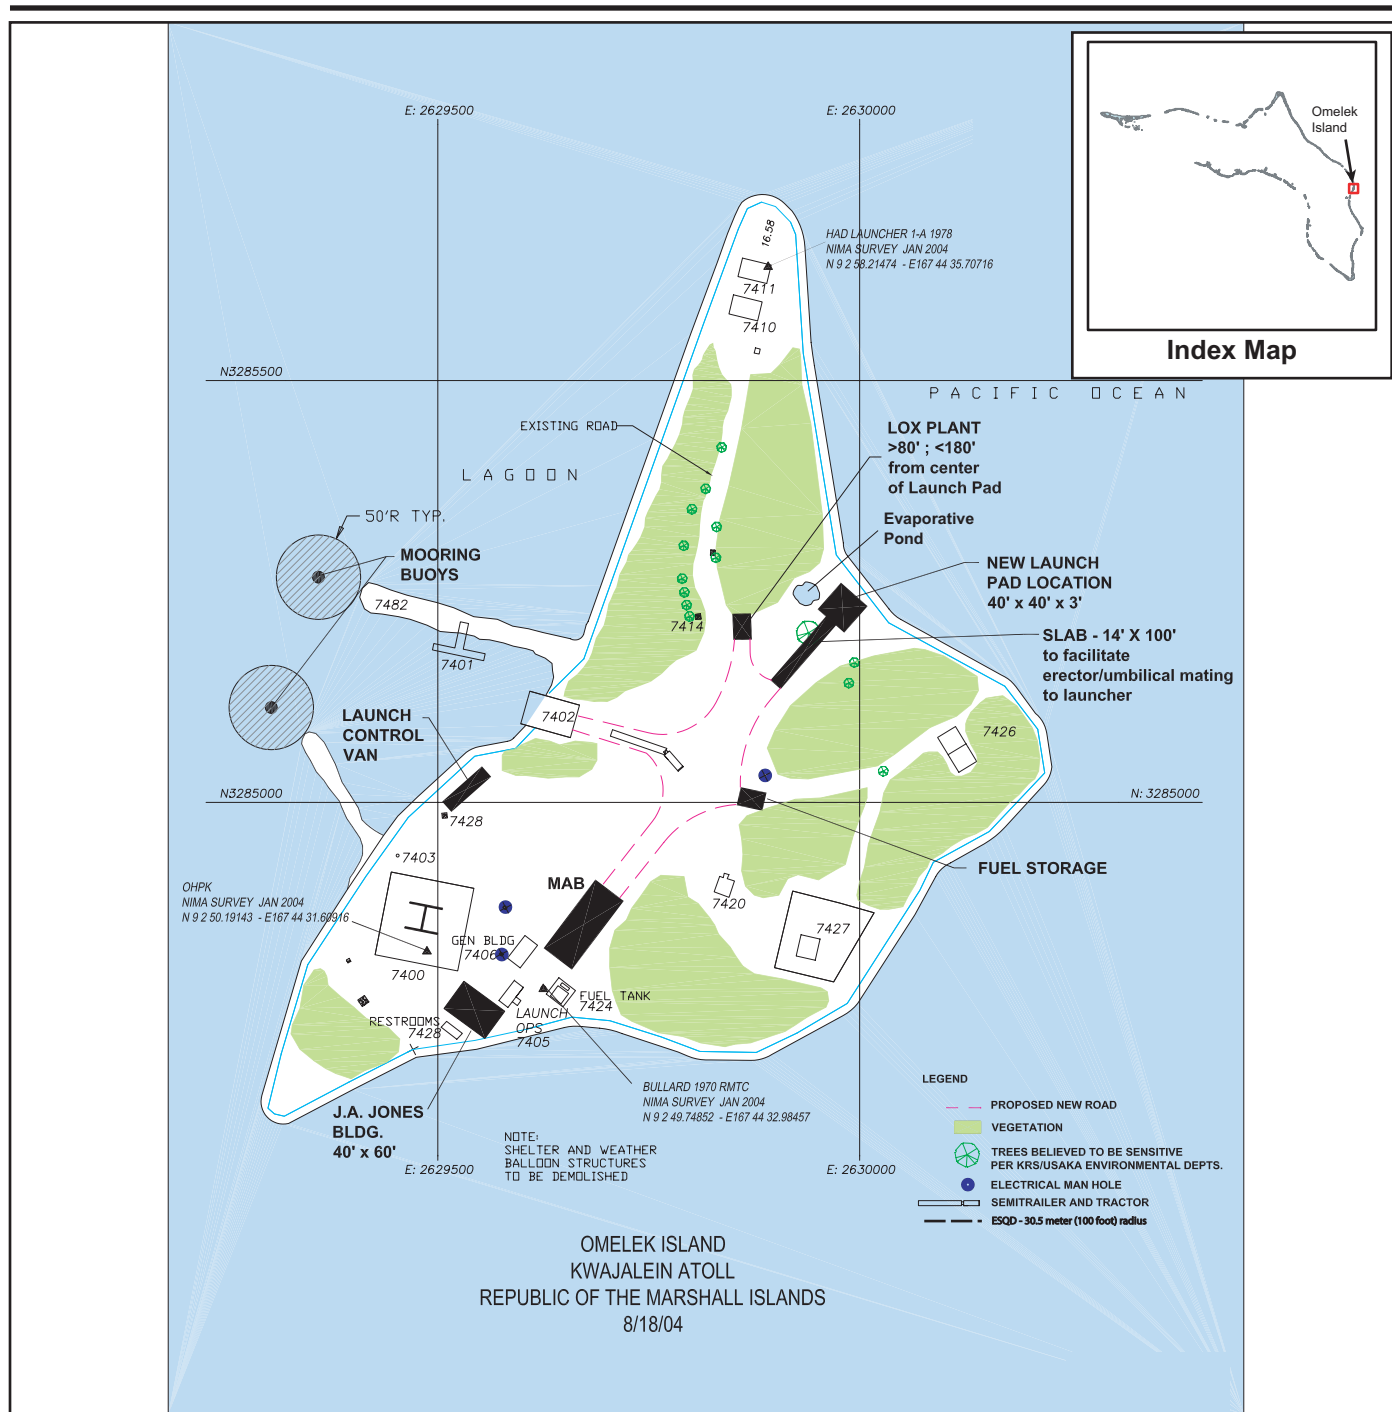 E: 2629500
E: 2630000
Omelek
Island
Index Map
16.58
HAD LAUNCHER 1-A 1978
NIMA SURVEY JAN 2004
N 9 2 58.21474 - E167 44 35.70716
7411
7410
N3285500
PACIFIC OCEAN
EXISTING ROAD
LAGOON
LOX PLANT
>80' ; <180'
from center
of Launch Pad
50'R TYP.
Evaporative
Pond
MOORING
BUOYS
NEW LAUNCH
PAD LOCATION
40' x 40' x 3'
7482
7414
7401
SLAB - 14' X 100'
to facilitate
erector/umbilical mating
to launcher
7402
LAUNCH
CONTROL
VAN
7426
N3285000
N: 3285000
7428
7403
FUEL STORAGE
MAB
OHPK
NIMA SURVEY JAN 2004
N 9 2 50.19143 - E167 44 31.60916
7420
7427
GEN BLDG
7406
7400
FUEL TANK
7424
RESTROOMS
7428
LAUNCH
OPS
7405
J.A. JONES
BLDG.
40' x 60'
BULLARD 1970 RMTC
NIMA SURVEY JAN 2004
N 9 2 49.74852 - E167 44 32.98457
NOTE:
SHELTER AND WEATHER
BALLOON STRUCTURES
TO BE DEMOLISHED
E: 2629500
E: 2630000
LEGEND
PROPOSED NEW ROAD
VEGETATION
TREES BELIEVED TO BE SENSITIVE
PER KRS/USAKA ENVIRONMENTAL DEPTS.
ELECTRICAL MAN HOLE
SEMITRAILER AND TRACTOR
ESQD - 30.5 meter (100 foot) radius
OMELEK ISLAND
KWAJALEIN ATOLL
REPUBLIC OF THE MARSHALL ISLANDS
8/18/04